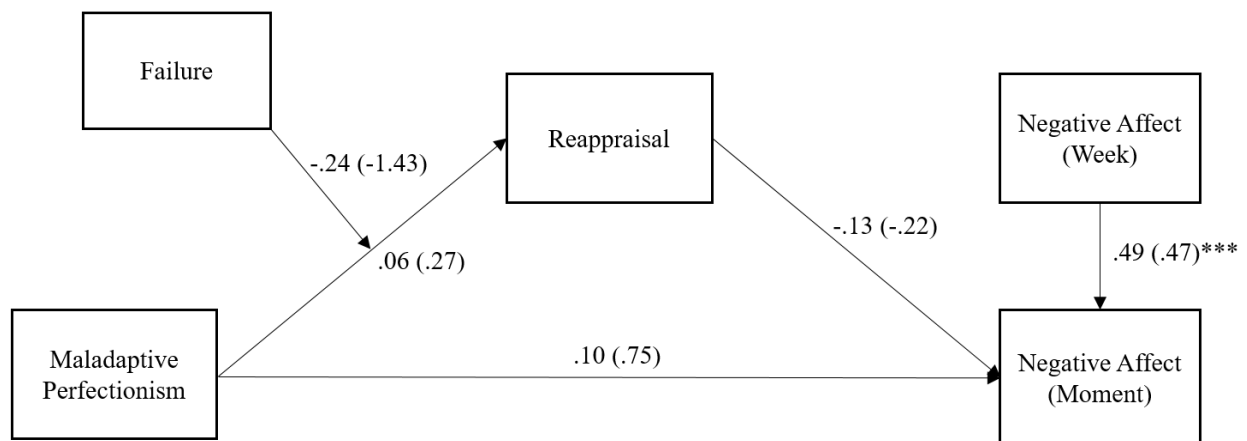 Failure
Reappraisal
Negative Affect
(Week)
-.24 (-1.43)
-.13 (-.22)
.49 (.47)***
.06 (.27)
Maladaptive
Perfectionism
.10 (.75)
Negative Affect
(Moment)